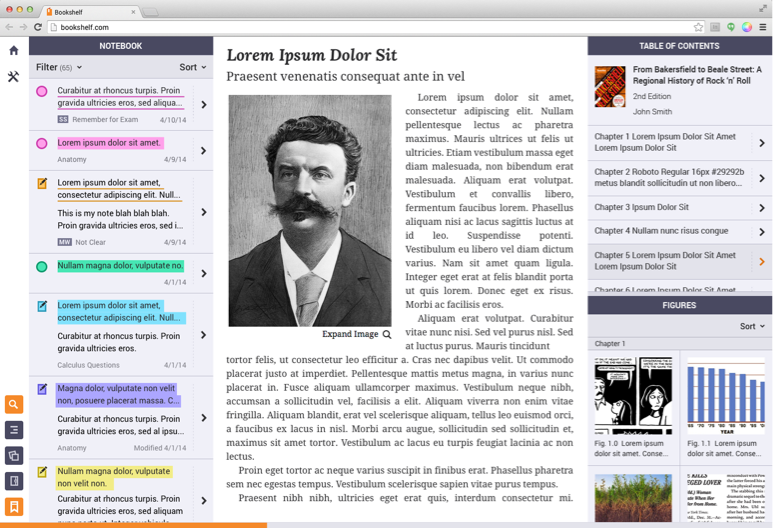 Bookshelf
bookshelf.com
NOTEBOOK
Filter (65)
Sort
Curabitur at rhoncus turpis. Proin
gravida ultricies eros, sed aliqua...
SS Remember for Exam 4/10/14
Lorem ipsum dolor sit amet.
Anatomy 4/9/14
Lorem ipsum dolor sit amet,
consectetur adipiscing elit. Null...
This is my note blah blah blah.
Proin gravida ultricies eros, sed i...
MW Not Clear 4/9/14
Nullam magna dolor, vulputate no.
4/1/14
Lorem ipsum dolor sit amet,
consectetur adipiscing elit. Null...
Curabitur at rhoncus turpis. Proin
gravida ultricies eros.
Calculus Questions 4/1/14
Magna dolor, vulputate non velit
non, posuere placerat massa. C...
Curabitur at rhoncus turpis. Proin
gravida ultricies eros, sed al ipsu...
Anatomy Modified 4/1/14
Nullam magna dolor, vulputate
non velit non.
Curabitur at rhoncus turpis. Proin
gravida ultricies eros, sed aliquam
Lorem Ipsum Dolor Sit
Praesent venenatis consequat ante in vel
Lorem ipsum dolor sit amet,
consectetur adipiscing elit. Nullam
pellentesque lectus ac pharetra
maximus. Mauris ultrices ut felis ut
ultricies. Etiam vestibulum massa eget
diam malesuada, non bibendum erat
malesuada. Aliquam erat volutpat.
Vestibulum et convallis libero,
fermentum faucibus lorem. Phasellus
aliquam nisi ac lacus sagittis luctus at
id leo. Suspendisse potenti.
Vestibulum eu libero vel diam dictum
varius. Nam sit amet quam ligula.
Integer eget erat at felis blandit porta
ut quis lorem. Donec eget ex risus.
Morbi ac facilisis eros.
Aliquam erat volutpat. Curabitur
vitae nunc nisi. Sed vel purus nisl. Sed
at luctus purus. Mauris tincidunt
Expand Image
tortor felis, ut consectetur leo efficitur a. Cras nec dapibus velit. Ut commodo
placerat justo at imperdiet. Pellentesque mattis metus magna, in varius nunc
placerat in. Fusce aliquam ullamcorper maximus. Vestibulum neque nibh,
accumsan a sollicitudin vel, facilisis a elit. Aliquam viverra non enim vitae
fringilla. Aliquam blandit, erat vel scelerisque aliquam, tellus leo euismod orci,
a faucibus ex lacus in nisl. Morbi arcu augue, sollicitudin sed sollicitudin et,
maximus sit amet tortor. Vestibulum ac lacus eu turpis feugiat lacinia ac non
lectus.
Proin eget tortor ac neque varius suscipit in finibus erat. Phasellus pharetra
sem nec egestas tempus. Vestibulum scelerisque sapien vitae purus tempus.
Praesent nibh nibh, ultricies eget erat quis, interdum consectetur mi.
TABLE OF CONTENTS
From Bakersfield to Beale Street: A
Regional History of Rock 'n' Roll
2nd Edition
John Smith
Chapter 1 Lorem Ipsum Dolor Sit Amet
Lorem Ipsum Dolor Sit
Chapter 2 Roboto Regular 16px #29292b
metus blandit sollicitudin ut non libero...
Chapter 3 Ipsum Dolor Sit
Chapter 4 Nullam nunc risus congue
Chapter 5 Lorem Ipsum Dolor Sit Amet
Lorem Ipsum Dolor Sit
Chapter 6 Lorem Ipsum Dolor Sit Amet
FIGURES
Sort
Chapter 1
YEAR
Fig. 1.0 Lorem ipsum
dolor sit amet. Conse...
Fig. 1.1 Lorem ipsum
dolor sit amet. Conse...